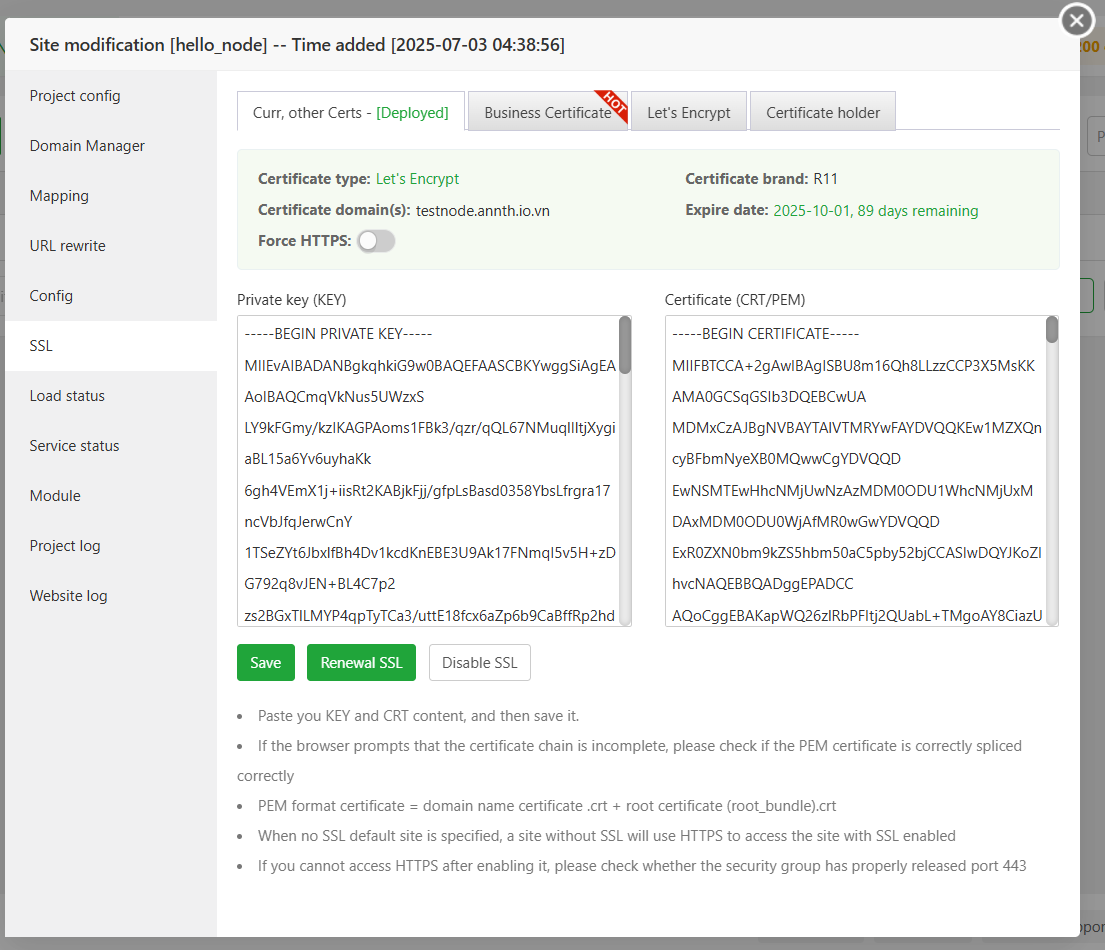 Site modification [hello_node] -- Time added [2025-07-03 04:38:56]
200
Project config
Domain Manager
Mapping
URL rewrite
Config
SSL
Load status
Service status
Module
Project log
Website log
Curr, other Certs - [Deployed]
Business Certificate
HOT
Let's Encrypt
Certificate holder
Certificate type: Let's Encrypt
Certificate brand: R11
Certificate domain(s): testnode.annth.io.vn
Expire date: 2025-10-01, 89 days remaining
Force HTTPS:
Private key (KEY)
-----BEGIN PRIVATE KEY-----
MIIEvAIBADANBgkqhkiG9w0BAQEFAASCBKYwggSiAgEA
AoIBAQCmqVkNus5UWzxS
LY9kFGmy/kzIKAGPAoms1FBk3/qzr/qQL67NMuqIlItjXygi
aBL15a6Yv6uyhaKk
6gh4VEmX1j+iisRt2KABjkFjj/gfpLsBasd0358YbsLfrgra17
ncVbJfqJerwCnY
1TSeZYt6JbxIfBh4Dv1kcdKnEBE3U9Ak17FNmqI5v5H+zD
G792q8vJEN+BL4C7p2
zs2BGxTILMYP4qpTyTCa3/uttE18fcx6aZp6b9CaBffRp2hd
Certificate (CRT/PEM)
-----BEGIN CERTIFICATE-----
MIIFBTCCA+2gAwIBAgISBU8m16Qh8LLzzCCP3X5MsKK
AMA0GCSqGSIb3DQEBCwUA
MDMxCzAJBgNVBAYTAlVTMRYwFAYDVQQKEw1MZXQn
cyBFbmNyeXB0MQwwCgYDVQQD
EwNSMTEwHhcNMjUwNzAzMDM0ODU1WhcNMjUxM
DAxMDM0ODU0WjAfMR0wGwYDVQQD
ExR0ZXN0bm9kZS5hbm50aC5pby52bjCCASIwDQYJKoZI
hvcNAQEBBQADggEPADCC
AQoCggEBAKapWQ26zlRbPFItj2QUabL+TMgoAY8CiazU
Save
Renewal SSL
Disable SSL
• Paste you KEY and CRT content, and then save it.
• If the browser prompts that the certificate chain is incomplete, please check if the PEM certificate is correctly spliced
correctly
• PEM format certificate = domain name certificate .crt + root certificate (root_bundle).crt
• When no SSL default site is specified, a site without SSL will use HTTPS to access the site with SSL enabled
• If you cannot access HTTPS after enabling it, please check whether the security group has properly released port 443